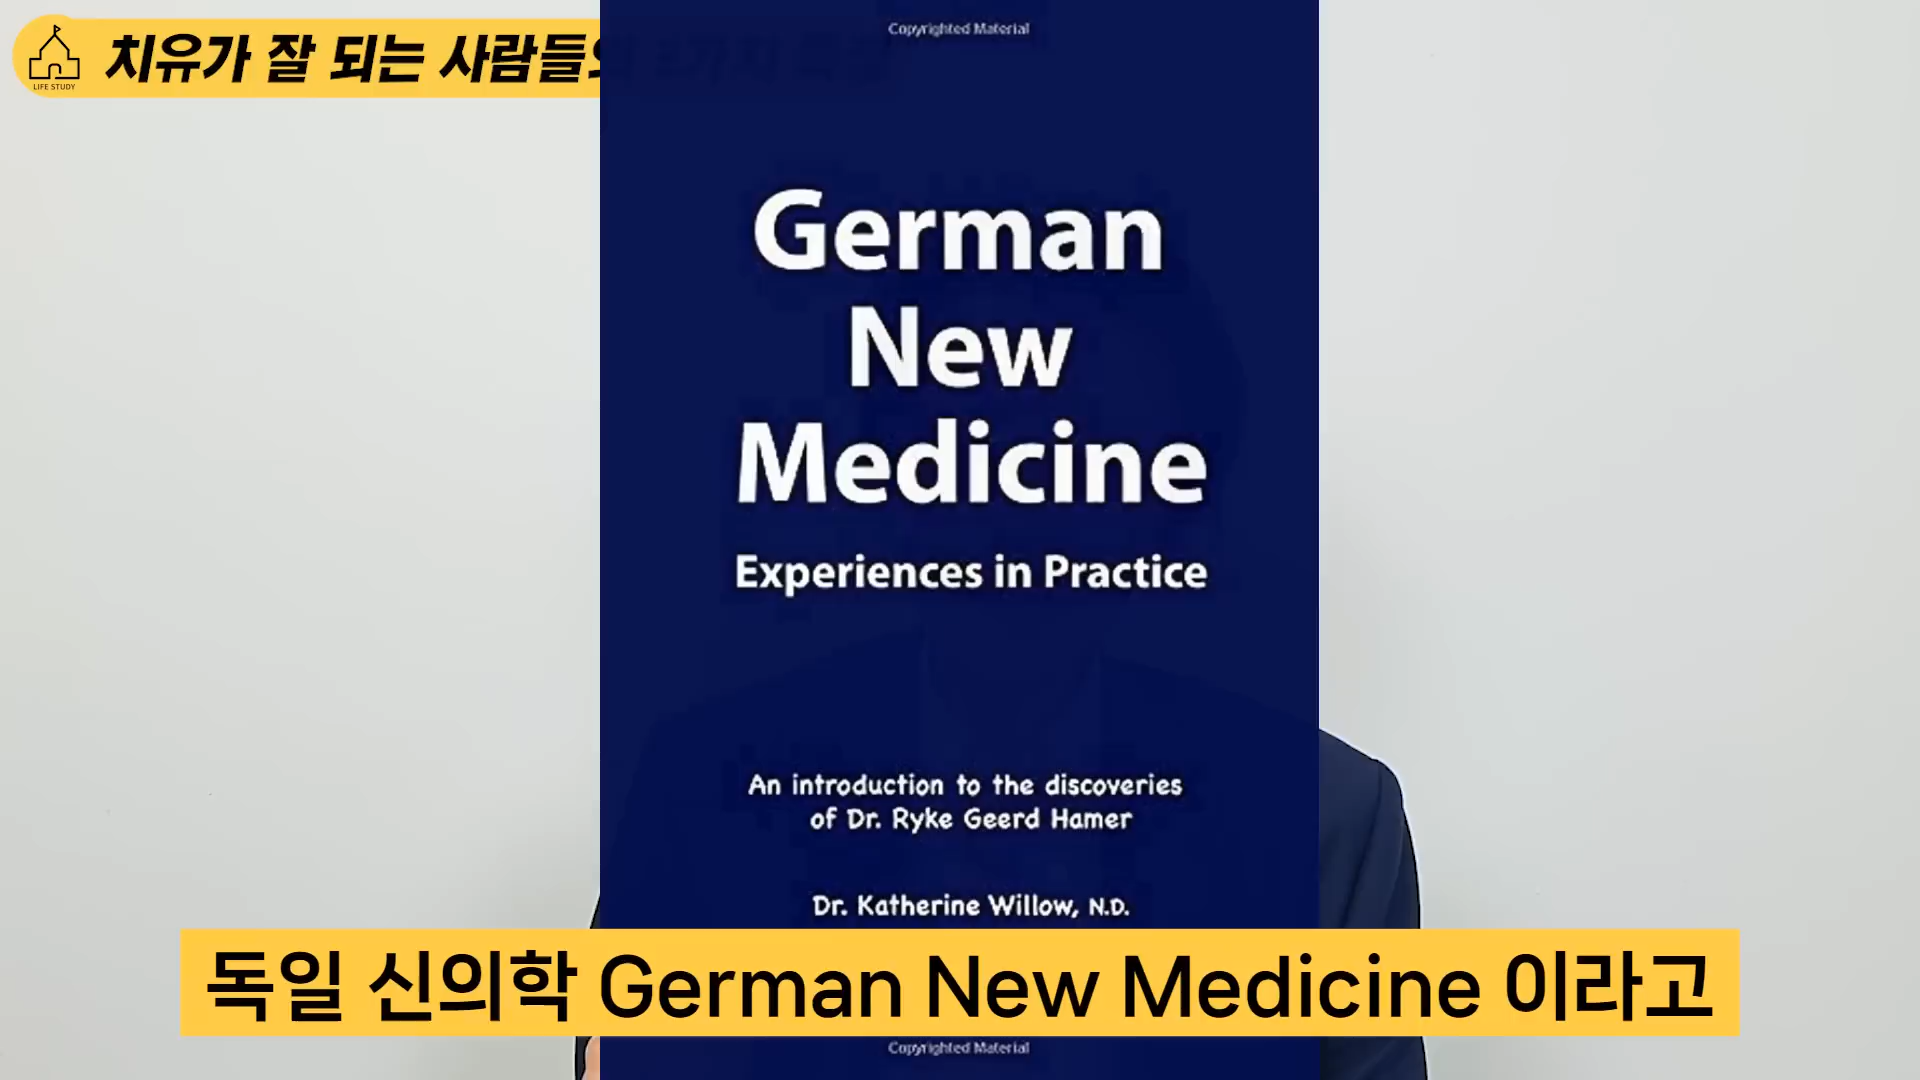 LIFE STUDY
치유가 잘 되는 사람들의
Copyrighted Material
German
New
Medicine
Experiences in Practice
An introduction to the discoveries
of Dr. Ryke Geerd Hamer
Dr. Katherine Willow, N.D.
독일 신의학 German New Medicine 이라고
Copyrighted Material